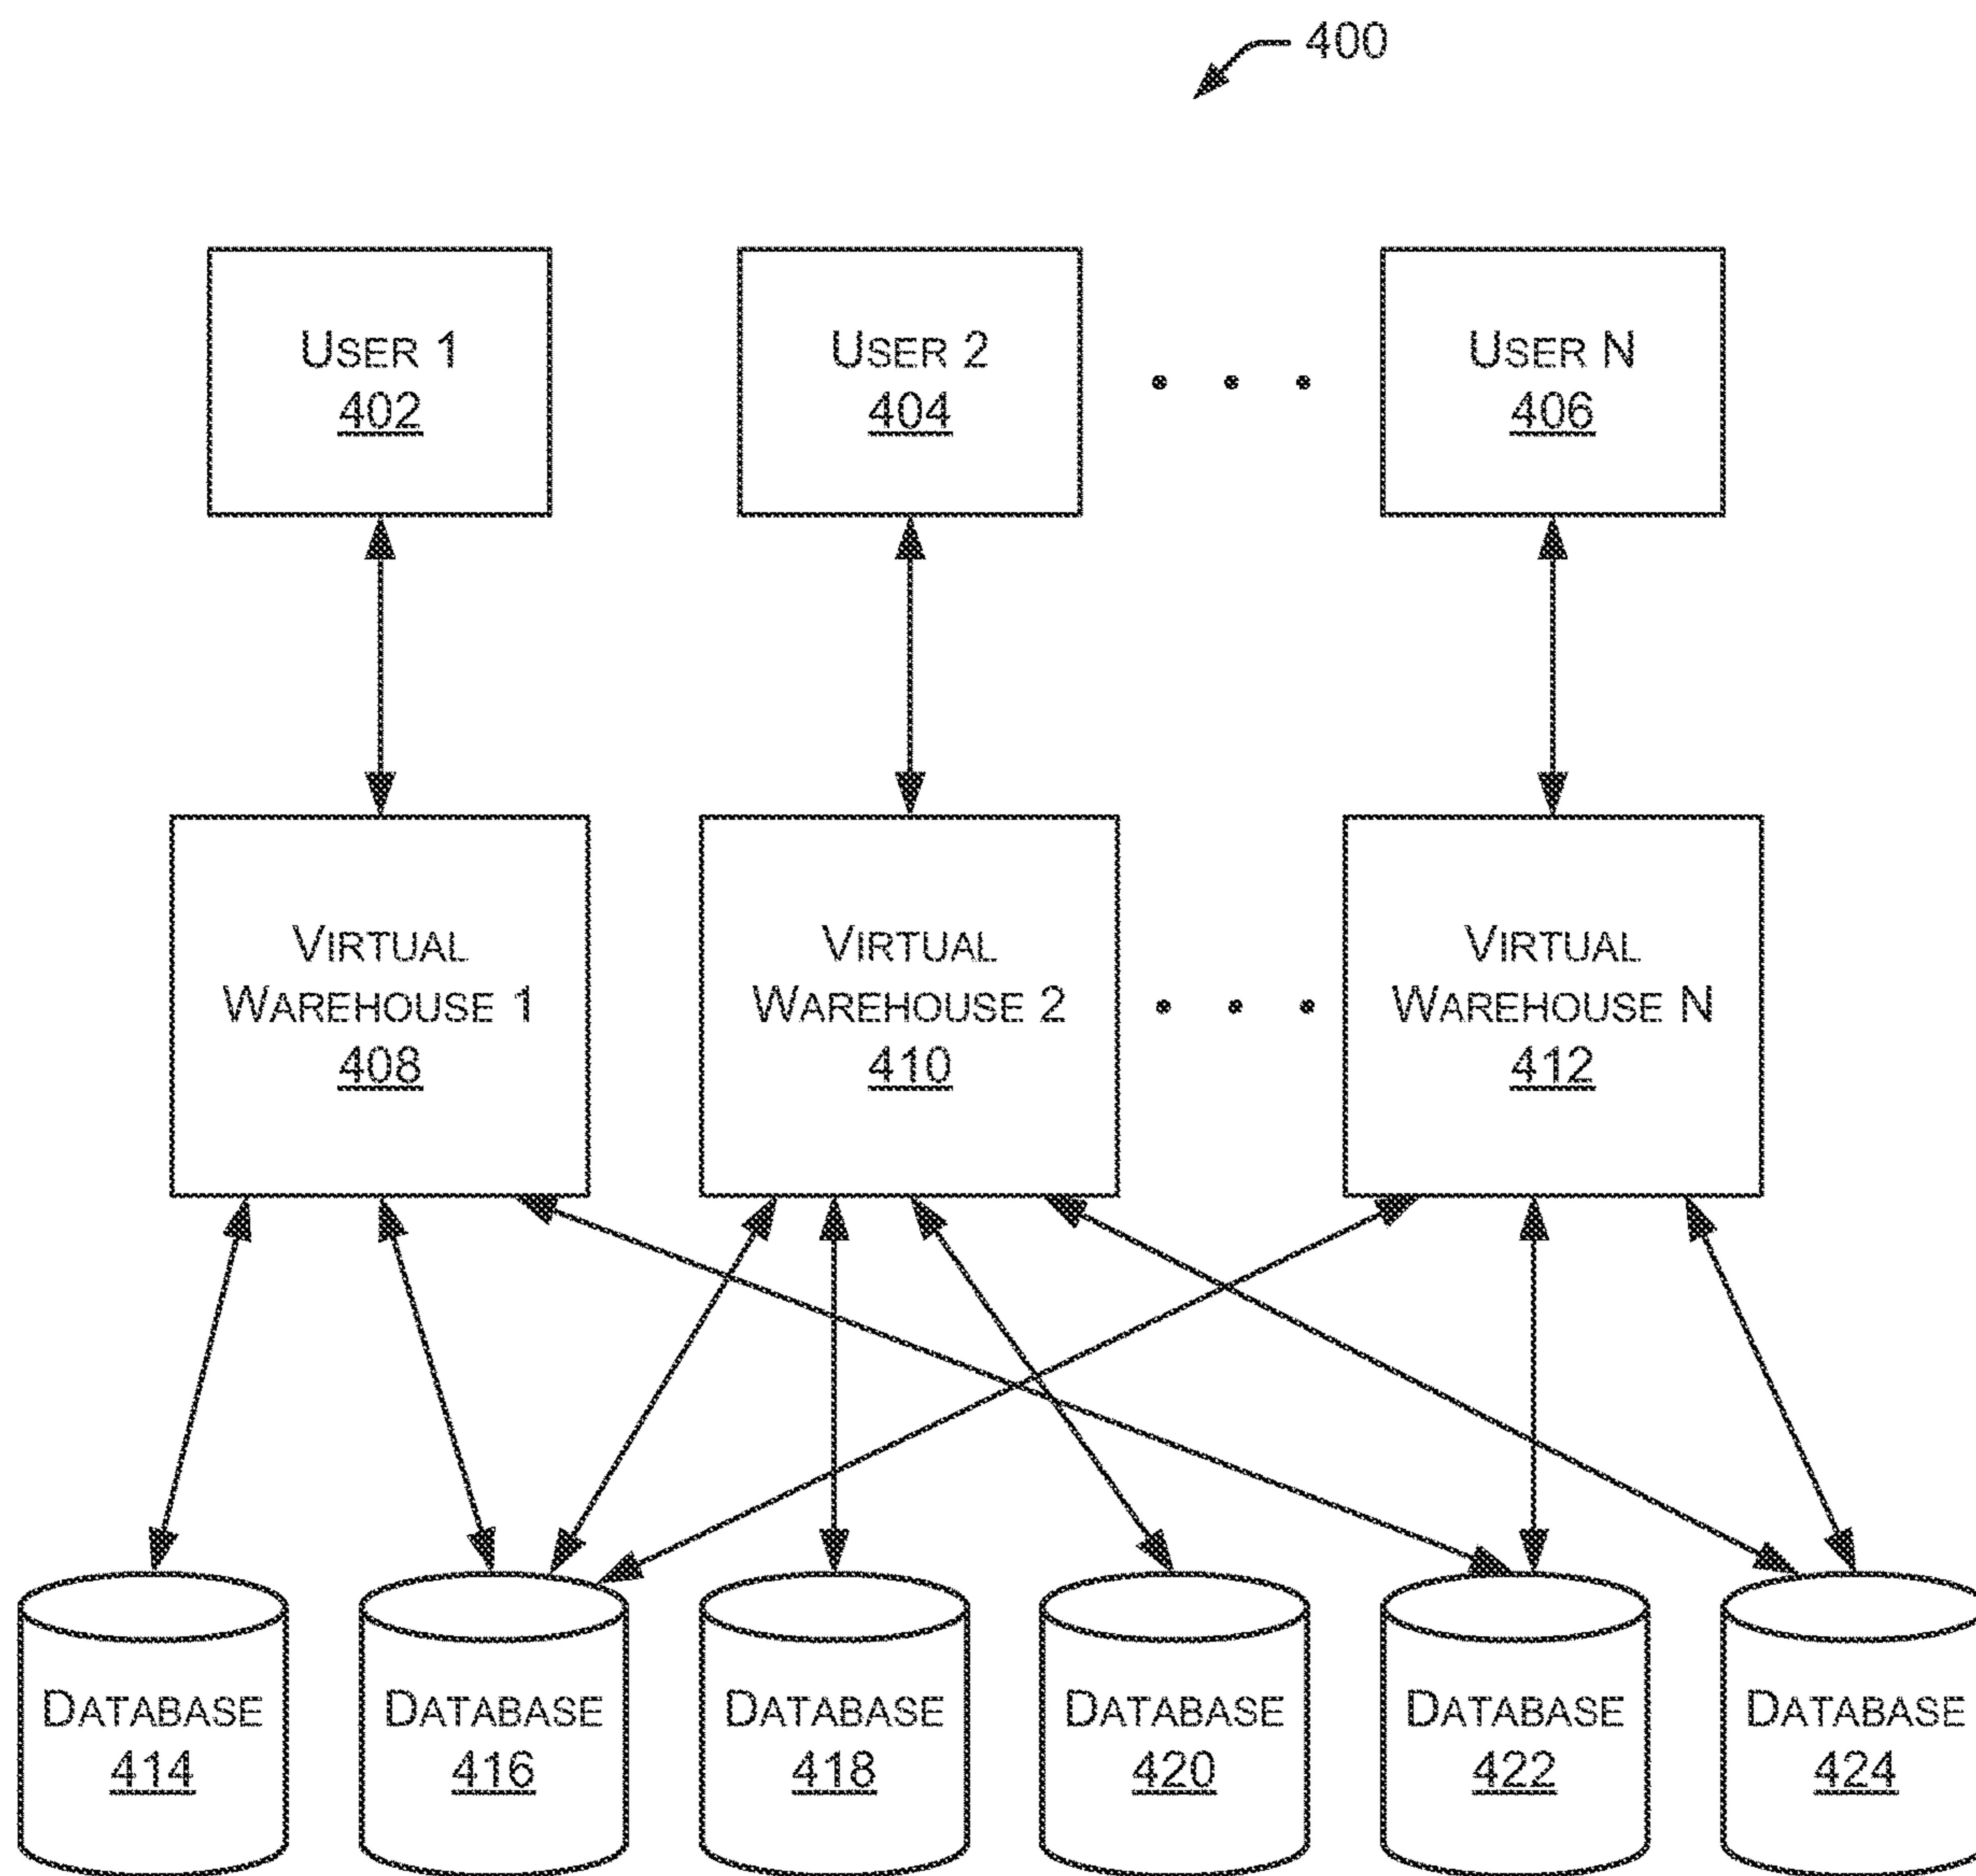 400
USER 1
402
USER 2
404
USER N
406
VIRTUAL
WAREHOUSE 1
408
VIRTUAL
WAREHOUSE 2
410
VIRTUAL
WAREHOUSE N
412
DATABASE
414
DATABASE
416
DATABASE
418
DATABASE
420
DATABASE
422
DATABASE
424